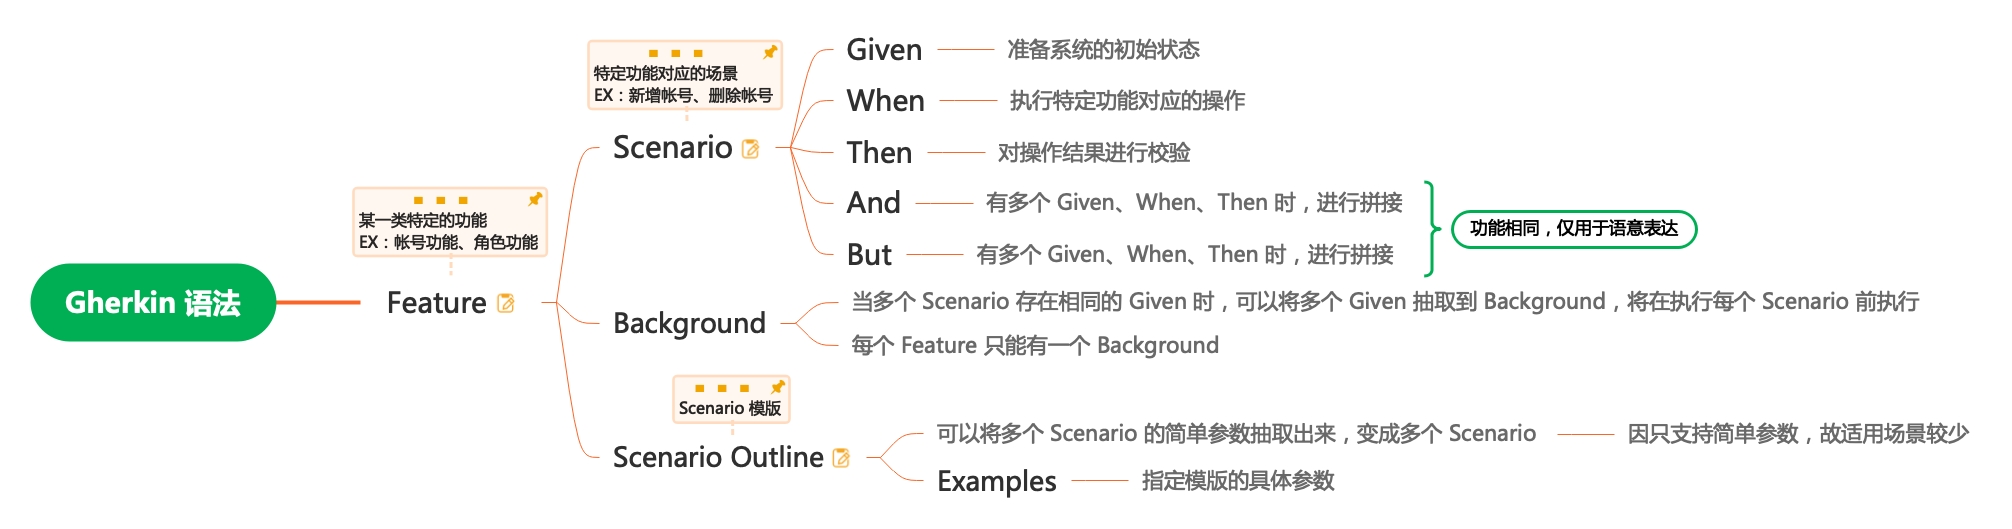 Gherkin 语法
某一类特定的功能
EX：帐号功能、角色功能
Feature
特定功能对应的场景
EX：新增帐号、删除帐号
Scenario
Given
准备系统的初始状态
When
执行特定功能对应的操作
Then
对操作结果进行校验
And
有多个 Given、When、Then 时，进行拼接
But
有多个 Given、When、Then 时，进行拼接
功能相同，仅用于语意表达
Background
当多个 Scenario 存在相同的 Given 时，可以将多个 Given 抽取到 Background，将在执行每个 Scenario 前执行
每个 Feature 只能有一个 Background
Scenario 模版
Scenario Outline
可以将多个 Scenario 的简单参数抽取出来，变成多个 Scenario
因只支持简单参数，故适用场景较少
Examples
指定模版的具体参数